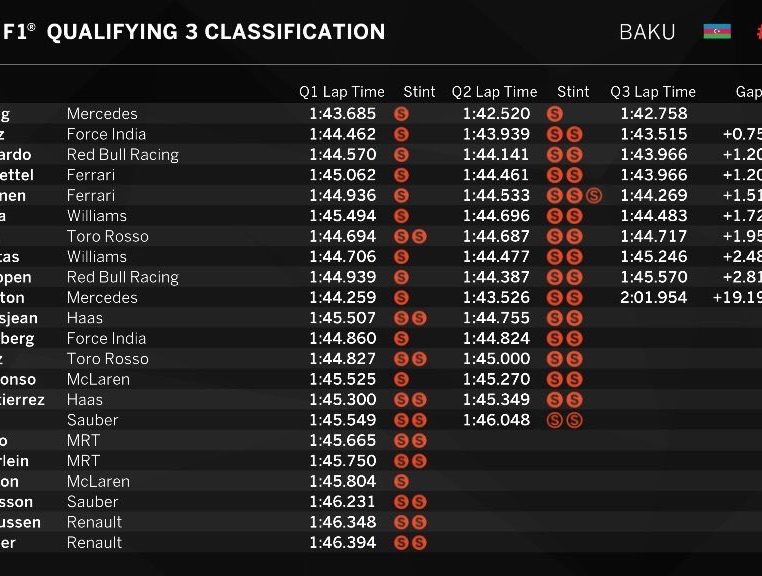 F1® QUALIFYING 3 CLASSIFICATION BAKU
Q1 Lap Time Stint Q2 Lap Time Stint Q3 Lap Time Gap
g Mercedes 1:43.685 S 1:42.520 S 1:42.758
z Force India 1:44.462 S 1:43.939 S S 1:43.515 +0.75
ardo Red Bull Racing 1:44.570 S 1:44.141 S S 1:43.966 +1.20
ettel Ferrari 1:45.062 S 1:44.461 S S 1:43.966 +1.20
nen Ferrari 1:44.936 S 1:44.533 S S S 1:44.269 +1.51
a Williams 1:45.494 S 1:44.696 S S 1:44.483 +1.72
Toro Rosso 1:44.694 S S 1:44.687 S S 1:44.717 +1.95
tas Williams 1:44.706 S 1:44.477 S S 1:45.246 +2.48
ppen Red Bull Racing 1:44.939 S 1:44.387 S S 1:45.570 +2.81
ton Mercedes 1:44.259 S 1:43.526 S S 2:01.954 +19.19
sjean Haas 1:45.507 S S 1:44.755 S S
berg Force India 1:44.860 S 1:44.824 S S
z Toro Rosso 1:44.827 S S 1:45.000 S S
onso McLaren 1:45.525 S 1:45.270 S S
tierrez Haas 1:45.300 S S 1:45.349 S S
Sauber 1:45.549 S S 1:46.048 S S
o MRT 1:45.665 S S
rlein MRT 1:45.750 S S
on McLaren 1:45.804 S
sson Sauber 1:46.231 S S
ussen Renault 1:46.348 S S
er Renault 1:46.394 S S